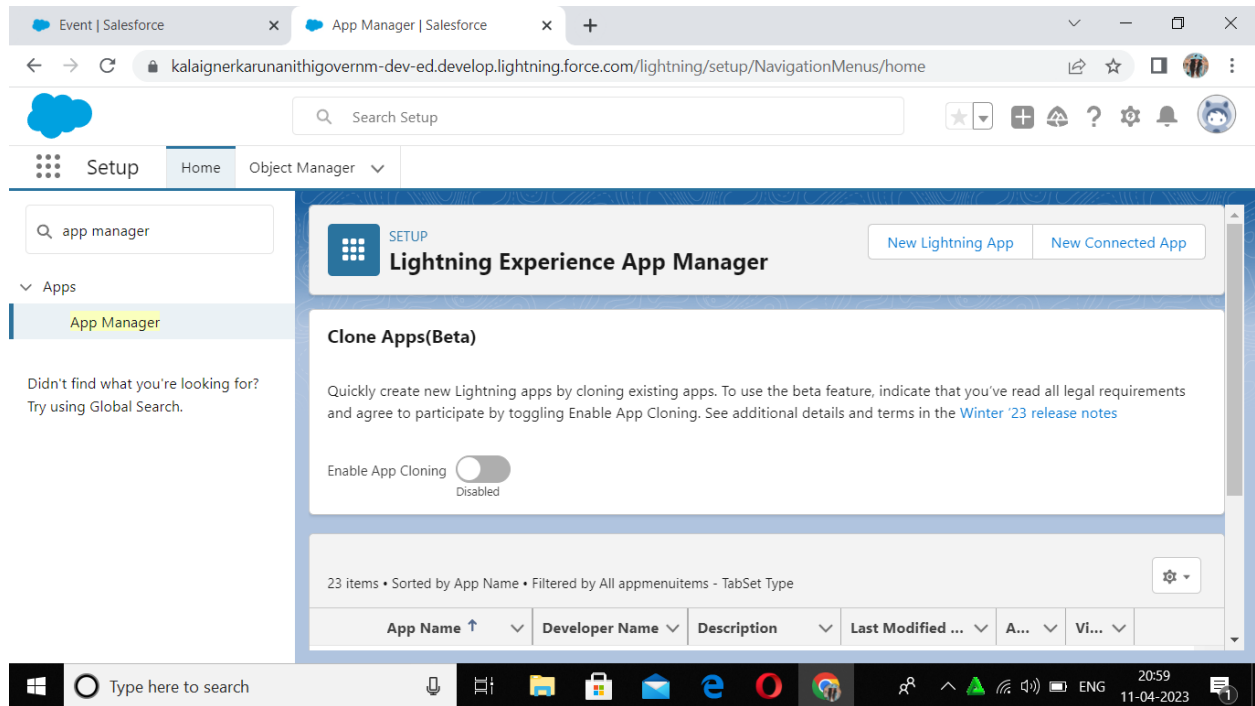 Event | Salesforce
App Manager | Salesforce
kalaignerkarunanithigovernm-dev-ed.develop.lightning.force.com/lightning/setup/NavigationMenus/home
Search Setup
Setup
Home
Object Manager
app manager
Apps
App Manager
Didn't find what you're looking for?
Try using Global Search.
SETUP
Lightning Experience App Manager
New Lightning App
New Connected App
Clone Apps(Beta)
Quickly create new Lightning apps by cloning existing apps. To use the beta feature, indicate that you've read all legal requirements
and agree to participate by toggling Enable App Cloning. See additional details and terms in the Winter '23 release notes
Enable App Cloning
Disabled
23 items • Sorted by App Name • Filtered by All appmenuitems - TabSet Type
App Name
Developer Name
Description
Last Modified ...
A...
Vi...
Type here to search
ENG
20:59
11-04-2023
1